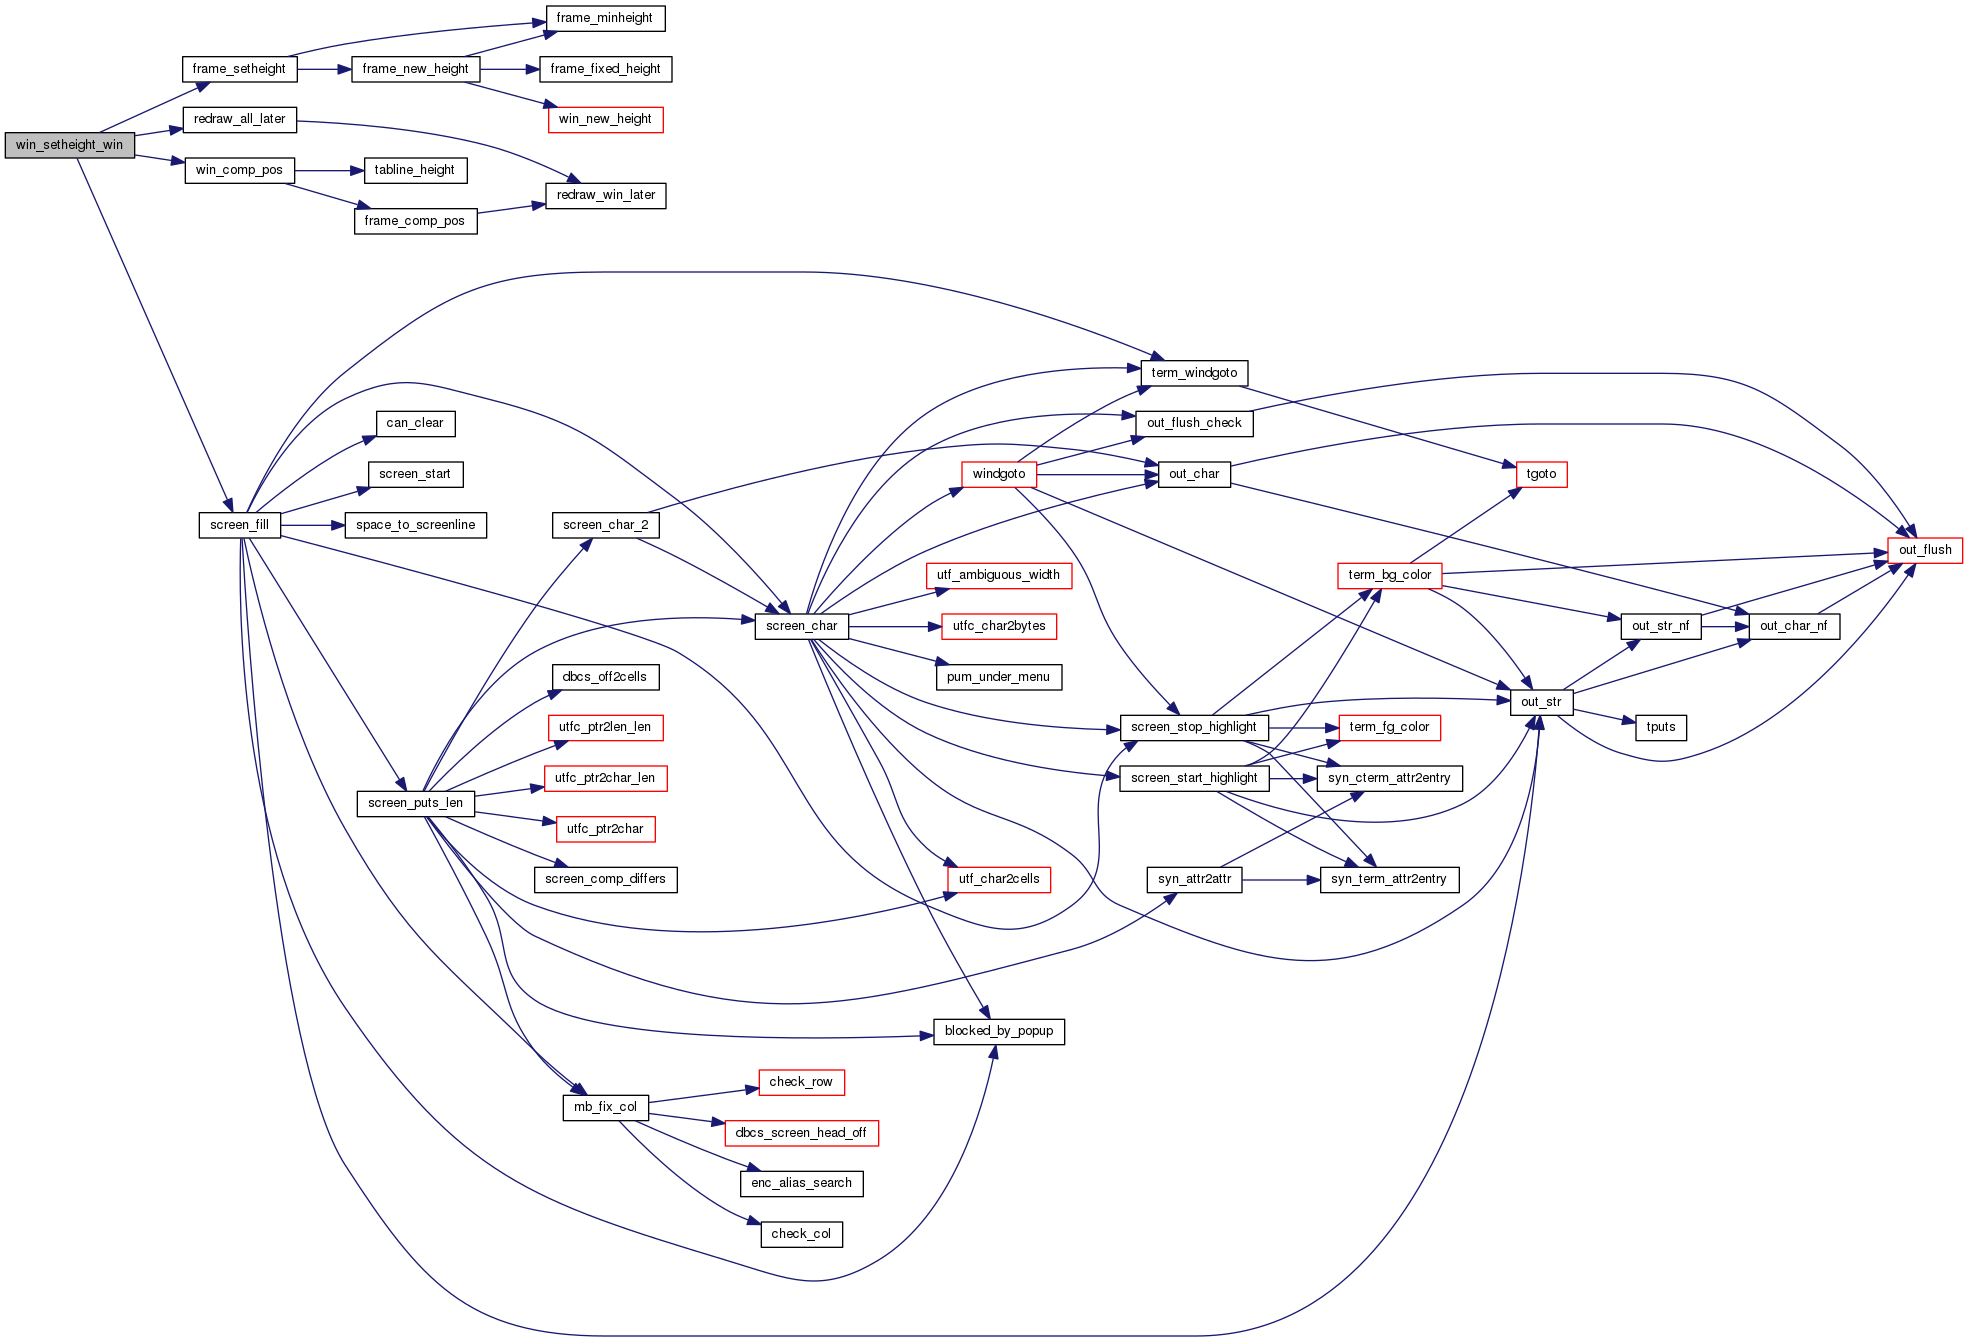 frame_minheight
frame_setheight
frame_new_height
frame_fixed_height
redraw_all_later
win_new_height
win_setheight_win
win_comp_pos
tabline_height
redraw_win_later
frame_comp_pos
term_windgoto
can_clear
out_flush_check
screen_start
windgoto
out_char
tgoto
screen_fill
space_to_screenline
screen_char_2
out_flush
utf_ambiguous_width
term_bg_color
screen_char
utfc_char2bytes
out_str_nf
out_char_nf
dbcs_off2cells
pum_under_menu
out_str
utfc_ptr2len_len
screen_stop_highlight
term_fg_color
tputs
utfc_ptr2char_len
screen_start_highlight
syn_cterm_attr2entry
screen_puts_len
utfc_ptr2char
screen_comp_differs
utf_char2cells
syn_attr2attr
syn_term_attr2entry
blocked_by_popup
check_row
mb_fix_col
dbcs_screen_head_off
enc_alias_search
check_col